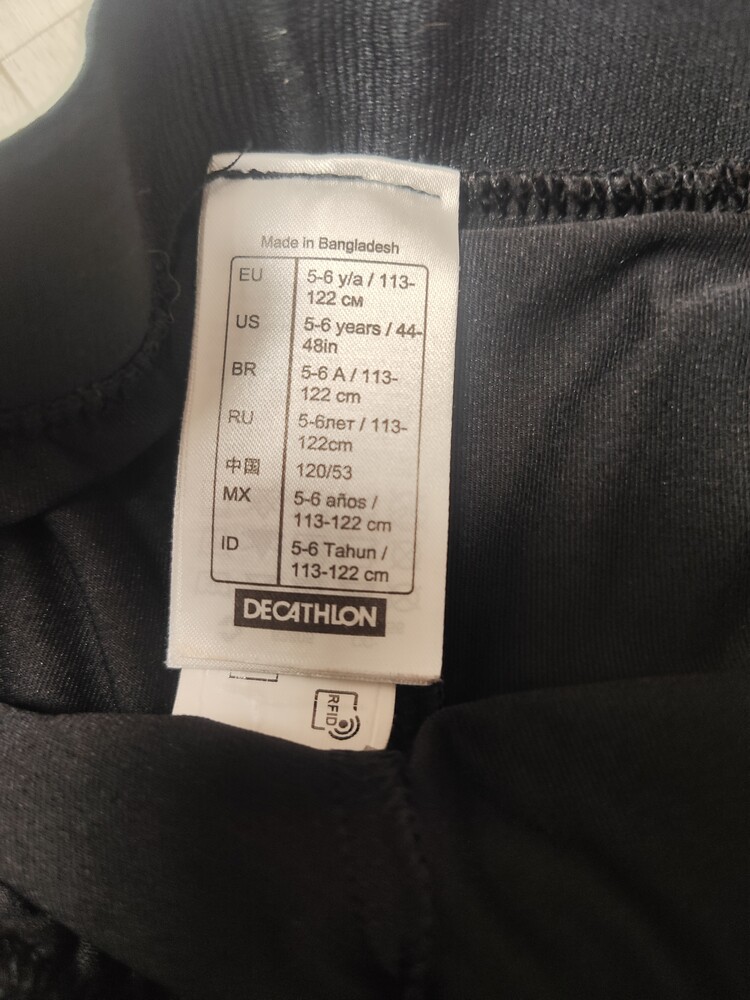 Made in Bangladesh
EU 5-6 y/a / 113-
122 CM
US 5-6 years / 44-
48in
BR 5-6 A / 113-
122 cm
RU 5-6лет / 113-
122cm
中国 120/53
MX 5-6 años /
113-122 cm
ID 5-6 Tahun /
113-122 cm
DECATHLON
RFID